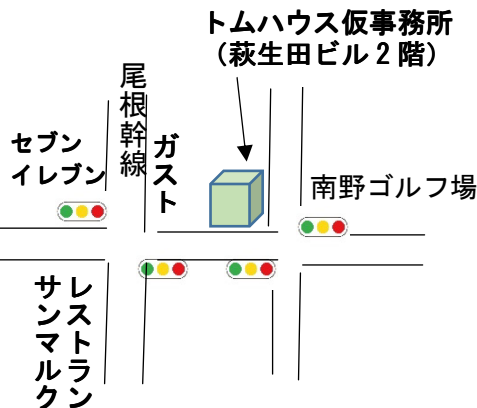 トムハウス仮事務所
（萩生田ビル２階）
尾根幹線
セブン
イレブン
ガスト
南野ゴルフ場
レストラン
サンマルク